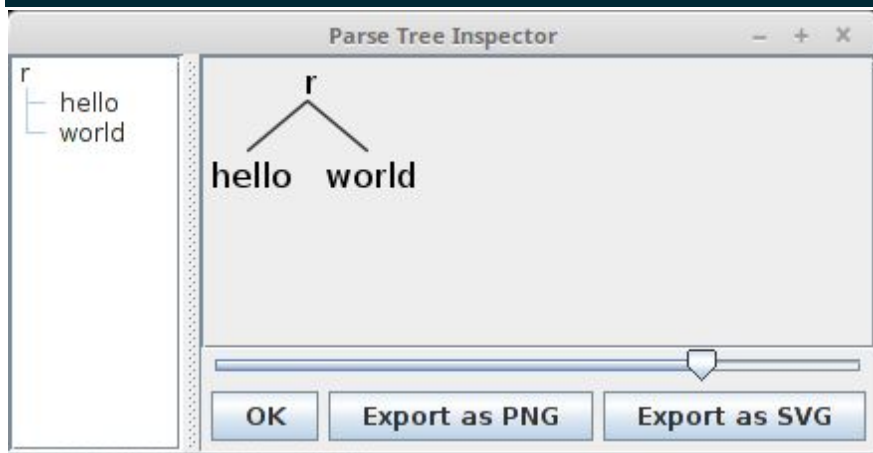 Parse Tree Inspector
r
hello
world
r
hello world
OK Export as PNG Export as SVG